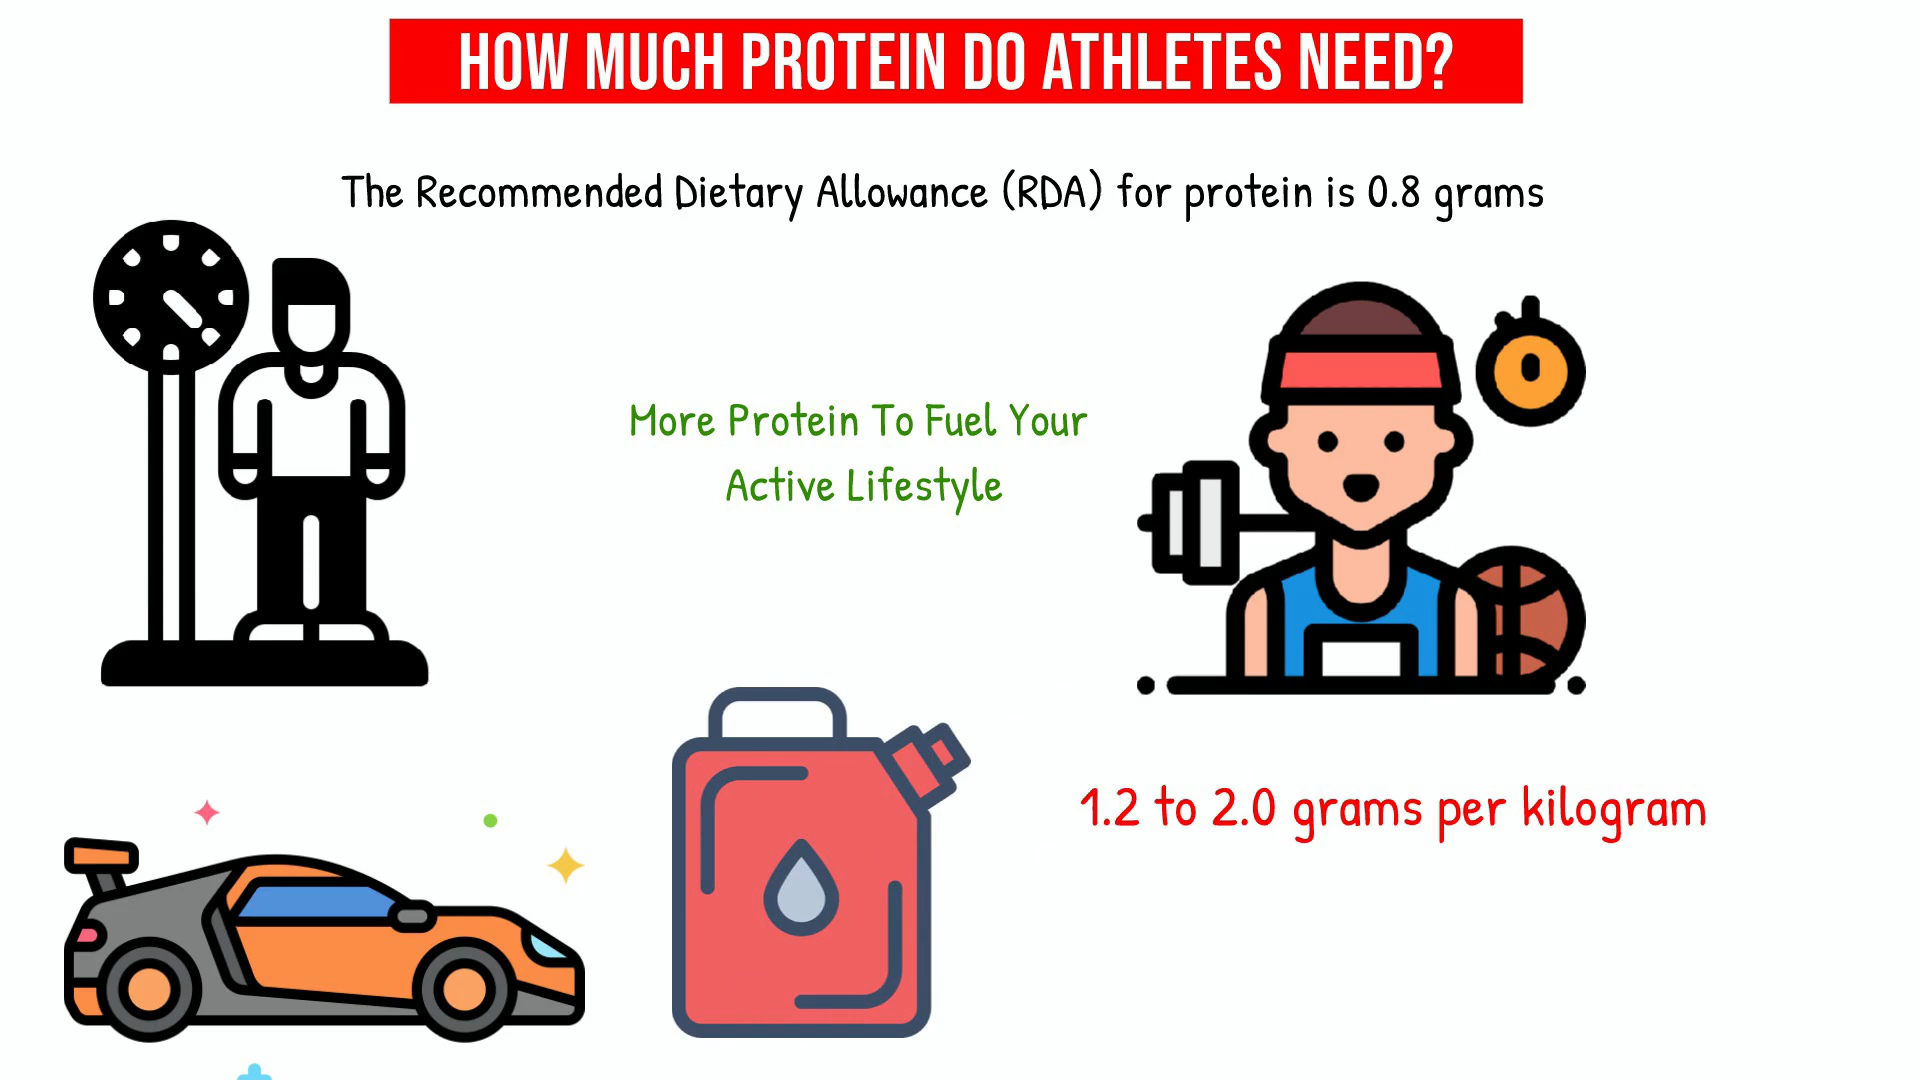 HOW MUCH PROTEIN DO ATHLETES NEED?
The Recommended Dietary Allowance (RDA) for protein is 0.8 grams
More Protein To Fuel Your
Active Lifestyle
1.2 to 2.0 grams per kilogram